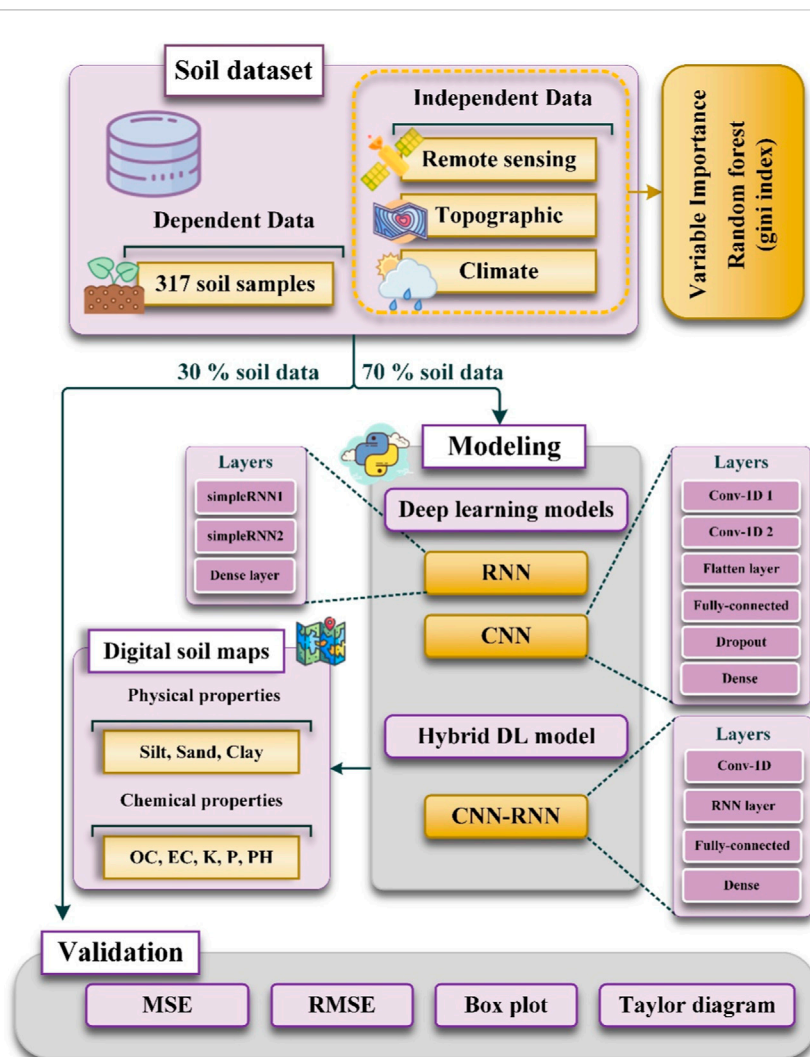 Soil dataset
Independent Data
Remote sensing
Topographic
Climate
Dependent Data
317 soil samples
Variable Importance
Random forest
(gini index)
30 % soil data
70 % soil data
Modeling
Deep learning models
RNN
CNN
Hybrid DL model
CNN-RNN
Layers
simpleRNN1
simpleRNN2
Dense layer
Layers
Conv-1D 1
Conv-1D 2
Flatten layer
Fully-connected
Dropout
Dense
Layers
Conv-1D
RNN layer
Fully-connected
Dense
Digital soil maps
Physical properties
Silt, Sand, Clay
Chemical properties
OC, EC, K, P, PH
Validation
MSE
RMSE
Box plot
Taylor diagram